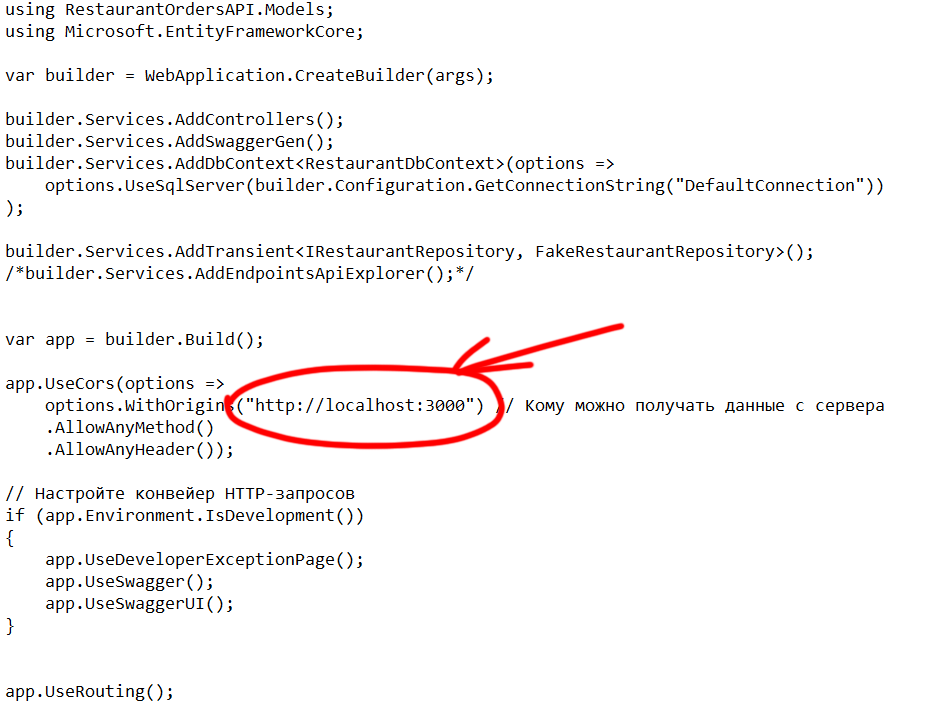 using RestaurantOrdersAPI.Models;
using Microsoft.EntityFrameworkCore;
var builder = WebApplication.CreateBuilder(args);
builder.Services.AddControllers();
builder.Services.AddSwaggerGen();
builder.Services.AddDbContext<RestaurantDbContext>(options =>
options.UseSqlServer(builder.Configuration.GetConnectionString("DefaultConnection"))
);
builder.Services.AddTransient<IRestaurantRepository, FakeRestaurantRepository>();
/*builder.Services.AddEndpointsApiExplorer();*/
var app = builder.Build();
app.UseCors(options =>
options.WithOrigins("http://localhost:3000") // Кому можно получать данные с сервера
.AllowAnyMethod()
.AllowAnyHeader());
// Настройте конвейер HTTP-запросов
if (app.Environment.IsDevelopment())
{
app.UseDeveloperExceptionPage();
app.UseSwagger();
app.UseSwaggerUI();
}
app.UseRouting();